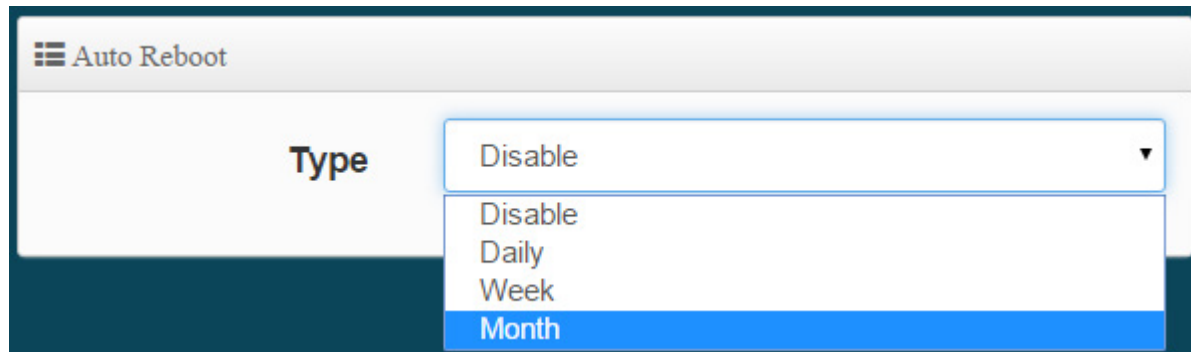 Auto Reboot
Type
Disable
Disable
Daily
Week
Month